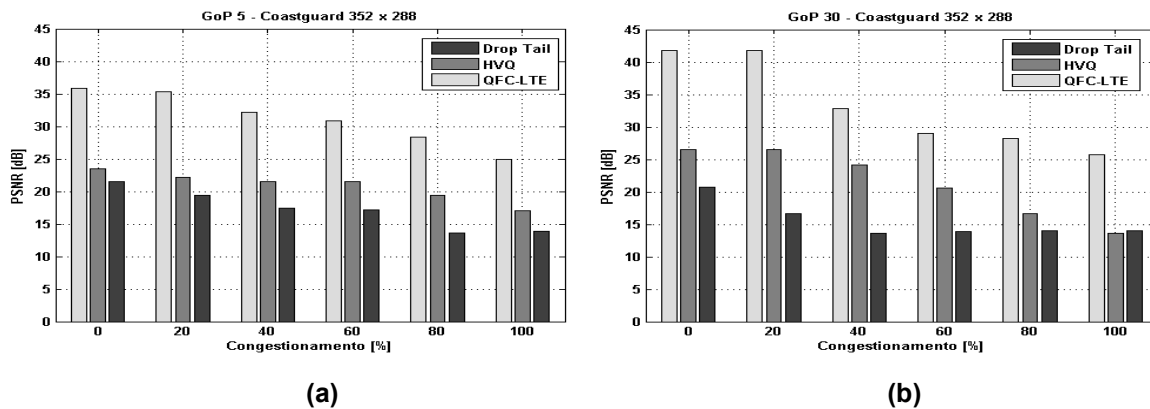 GoP 5 - Coastguard 352 x 288
45
40
35
30
25
20
15
10
5
0
PSNR [dB]
Drop Tail
HVQ
QFC-LTE
0 20 40 60 80 100
Congestionamento [%]
(a)
GoP 30 - Coastguard 352 x 288
45
40
35
30
25
20
15
10
5
0
PSNR [dB]
Drop Tail
HVQ
QFC-LTE
0 20 40 60 80 100
Congestionamento [%]
(b)